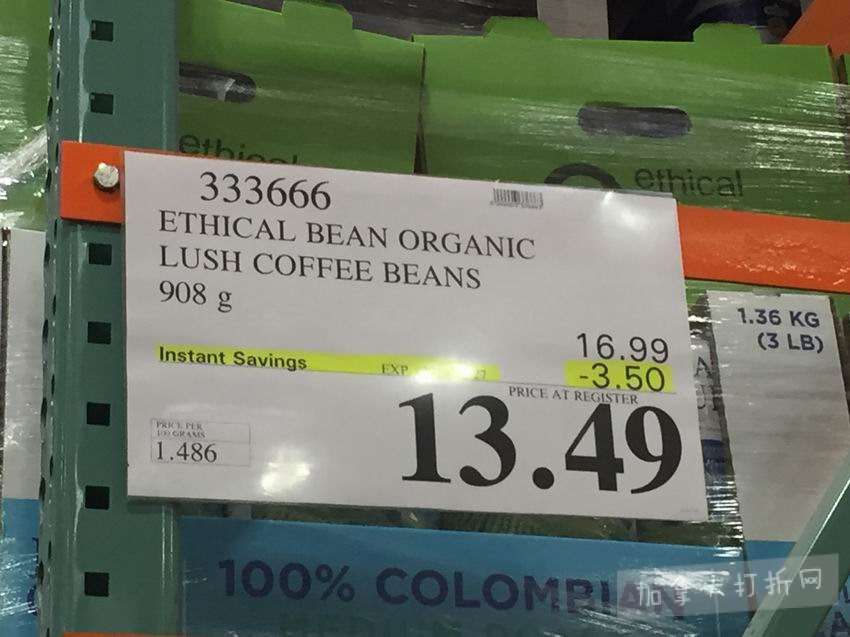 ethical
ethical
333666
ETHICAL BEAN ORGANIC
LUSH COFFEE BEANS
908 g
16.99
Instant Savings EXP -3.50
PRICE AT REGISTER
13.49
PRICE PER
100 GRAMS
1.486
1.36 KG
(3 LB)
100% COLOMBIAN
加拿大打折网